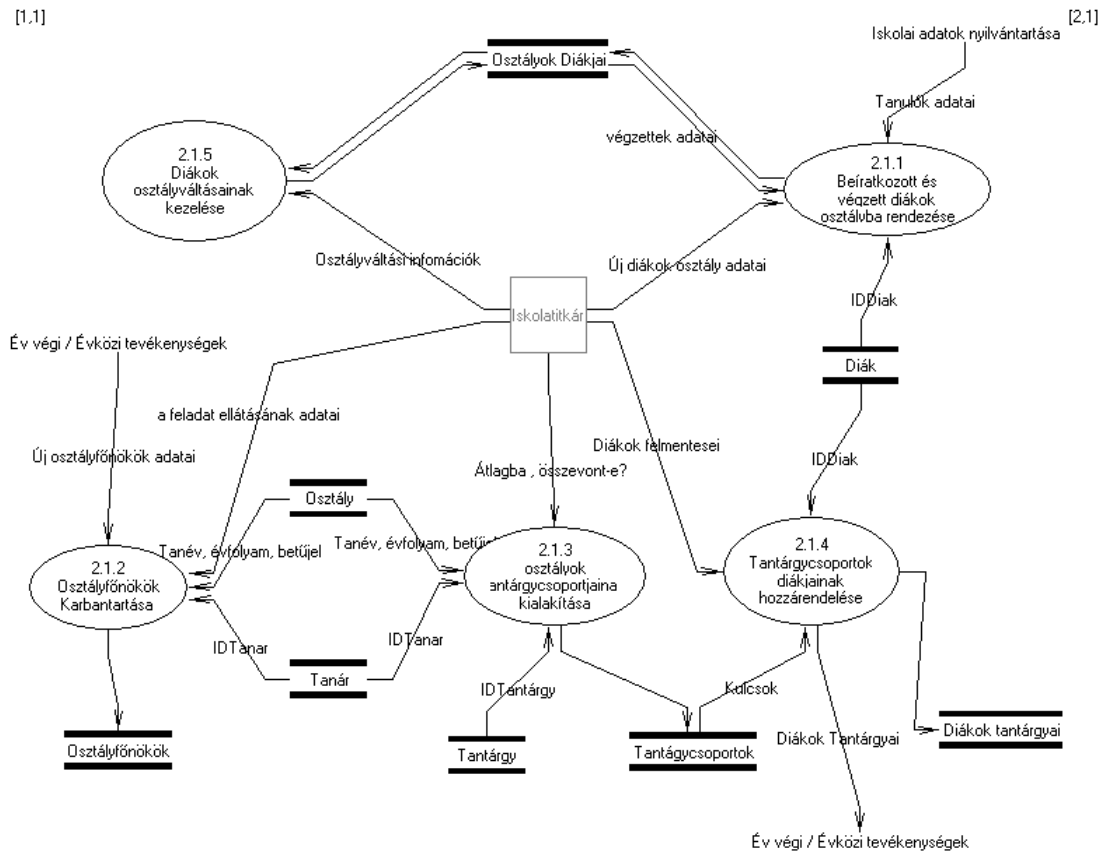 [1,1]
[2,1]
Iskolai adatok nyilvántartása
Osztályok Diákjai
Tanulók adatai
végzettek adatai
2.1.5
Diákok
osztályváltásainak
kezelése
2.1.1
Beíratkozott és
végzett diákok
osztályba rendezése
Osztályváltási infomációk
Új diákok osztály adatai
IDDiak
Iskolatitkár
Év végi / Évközi tevékenységek
Diák
a feladat ellátásának adatai
Diákok felmentesei
Új osztályfőnökök adatai
IDDiak
Átlagba , összevont-e?
Osztály
Tanév, évfolyam, betűjel
Tanév, évfolyam, betűjel
2.1.2
Osztályfőnökök
Karbantartása
2.1.3
osztályok
antárgycsoportjaina
kialakítása
2.1.4
Tantárgycsoportok
diákjainak
hozzárendelése
IDTanar
IDTanar
Tanár
IDTantárgy
Kulcsok
Osztályfőnökök
Tantárgy
Tantágycsoportok
Diákok Tantárgyai
Diákok tantárgyai
Év végi / Évközi tevékenységek